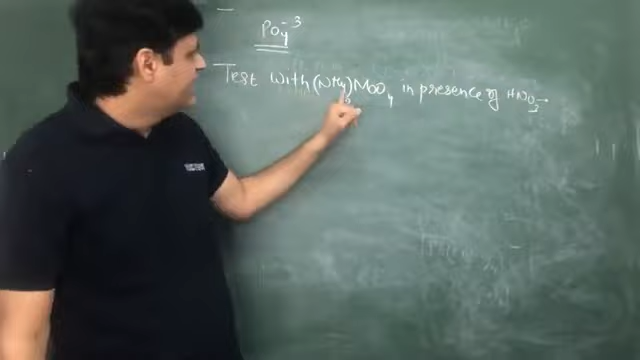 PO₄⁻³
Test with (NH₄)₂MoO₄ in presence of HNO₃